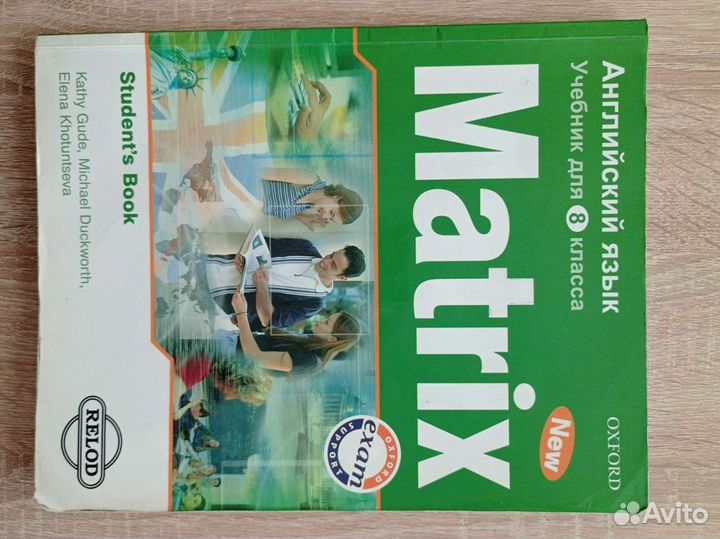 Английский язык
Учебник для 8 класса
OXFORD
New
Matrix
OXFORD
exam
SUPPORT
Student's Book
Kathy Gude, Michael Duckworth,
Elena Khotuntseva
RELOD
Avito